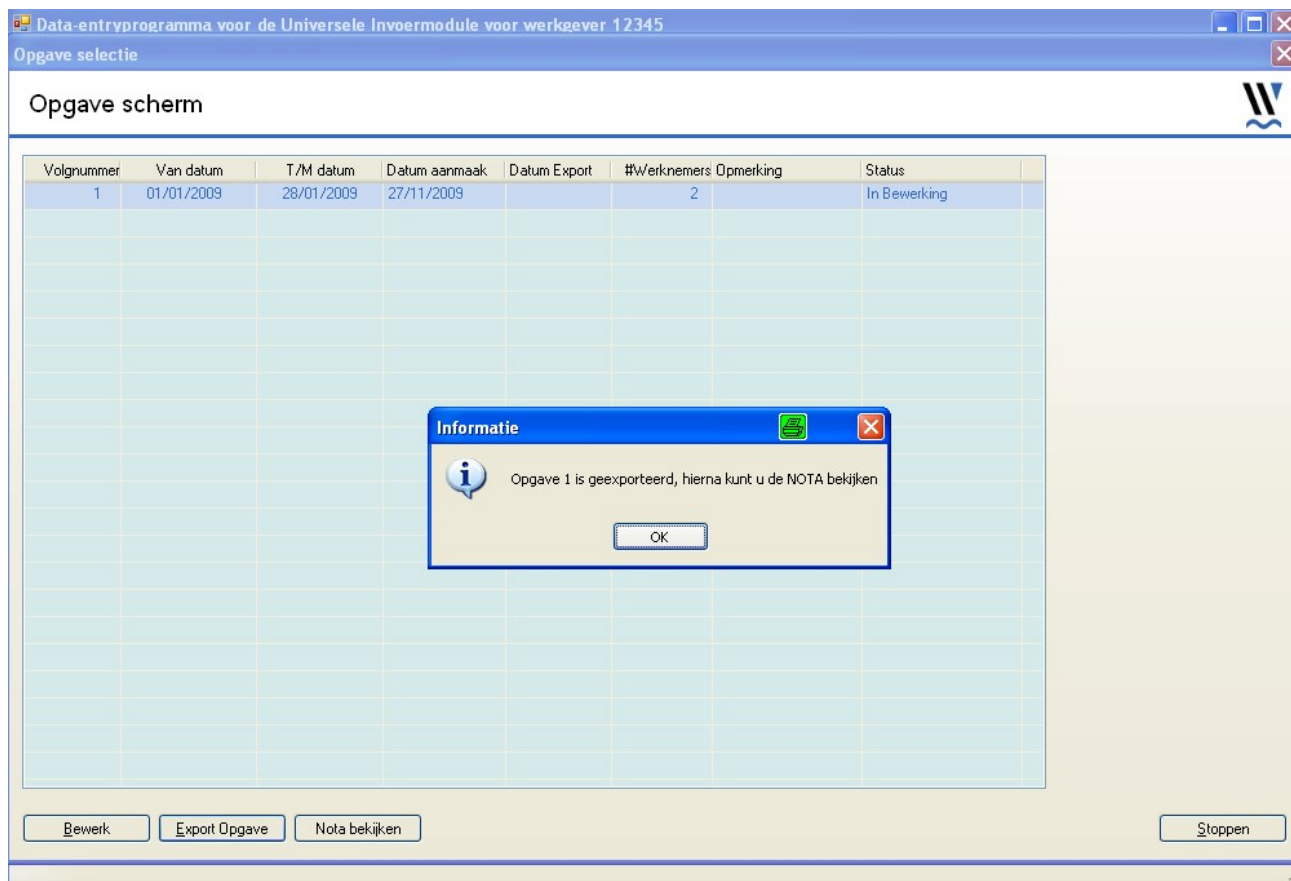 Data-entryprogramma voor de Universele Invoermodule voor werkgever 12345
Opgave selectie
Opgave scherm
Volgnummer Van datum T/M datum Datum aanmaak Datum Export #Werknemers Opmerking Status
1 01/01/2009 28/01/2009 27/11/2009 2 In Bewerking
Informatie
Opgave 1 is geexporteerd, hierna kunt u de NOTA bekijken
OK
Bewerk Export Opgave Nota bekijken Stoppen